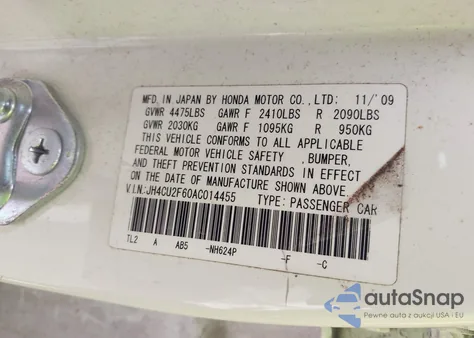 MFD. IN JAPAN BY HONDA MOTOR CO., LTD: 11/'09
GVWR 4475LBS GAWR F 2410LBS R 2090LBS
GVWR 2030KG GAWR F 1095KG R 950KG
THIS VEHICLE CONFORMS TO ALL APPLICABLE
FEDERAL MOTOR VEHICLE SAFETY , BUMPER,
AND THEFT PREVENTION STANDARDS IN EFFECT
ON THE DATE OF MANUFACTURE SHOWN ABOVE.
V.I.N.: JH4CU2F60AC014455 TYPE: PASSENGER CAR
TL2 A AB5 -NH624P -F -C
autoSnap
Pewne auta z aukcji USA i EU